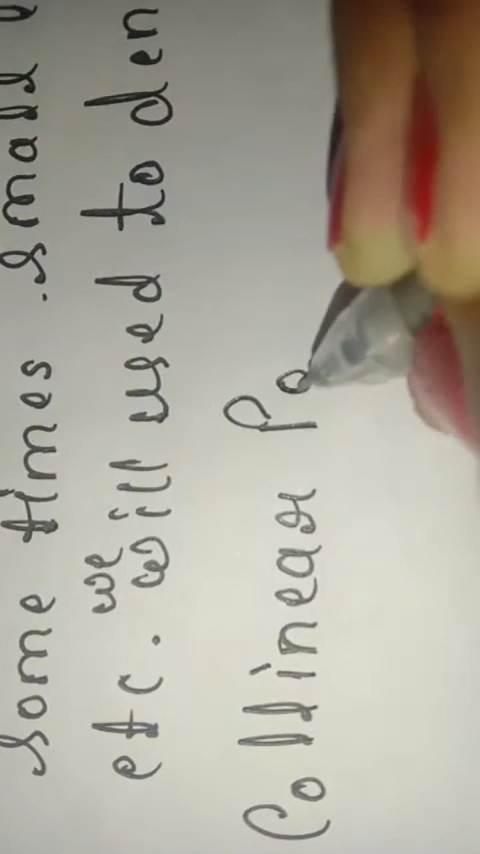 Some times . Small
etc. we will used to den
Collinear Po